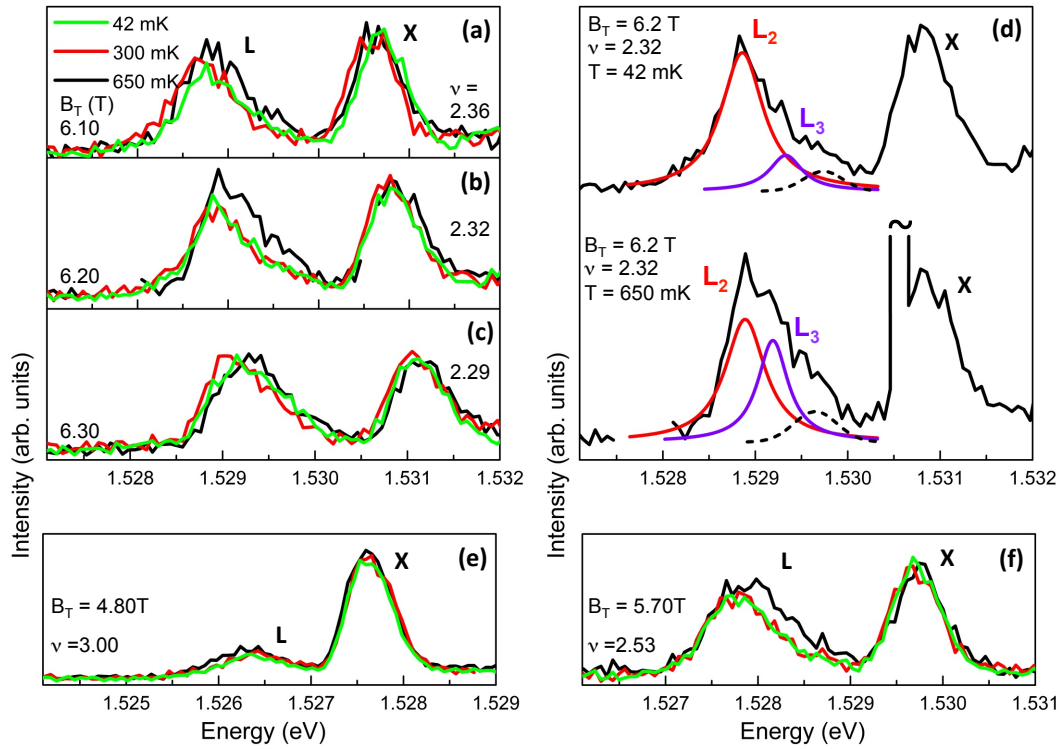 42 mK
300 mK
650 mK
L
X
(a)
B_T (T)
6.10
ν =
2.36
(b)
6.20
2.32
(c)
6.30
2.29
1.528 1.529 1.530 1.531 1.532
B_T = 6.2 T
ν = 2.32
T = 42 mK
L_2
L_3
X
(d)
B_T = 6.2 T
ν = 2.32
T = 650 mK
L_2
L_3
X
1.528 1.529 1.530 1.531 1.532
Intensity (arb. units)
Intensity (arb. units)
(e)
X
L
B_T = 4.80T
ν =3.00
1.525 1.526 1.527 1.528 1.529
Energy (eV)
(f)
L
X
B_T = 5.70T
ν =2.53
1.527 1.528 1.529 1.530 1.531
Energy (eV)